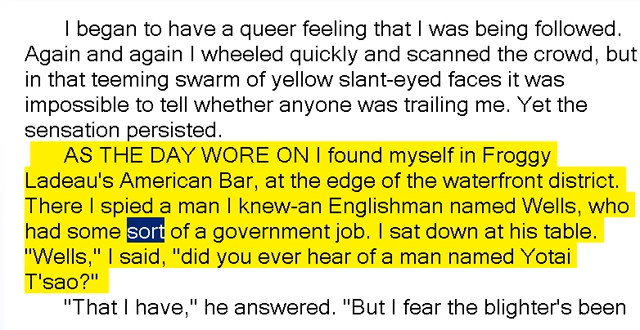 I began to have a queer feeling that I was being followed.
Again and again I wheeled quickly and scanned the crowd, but
in that teeming swarm of yellow slant-eyed faces it was
impossible to tell whether anyone was trailing me. Yet the
sensation persisted.
AS THE DAY WORE ON I found myself in Froggy
Ladeau's American Bar, at the edge of the waterfront district.
There I spied a man I knew-an Englishman named Wells, who
had some sort of a government job. I sat down at his table.
"Wells," I said, "did you ever hear of a man named Yotai
T'sao?"
"That I have," he answered. "But I fear the blighter's been